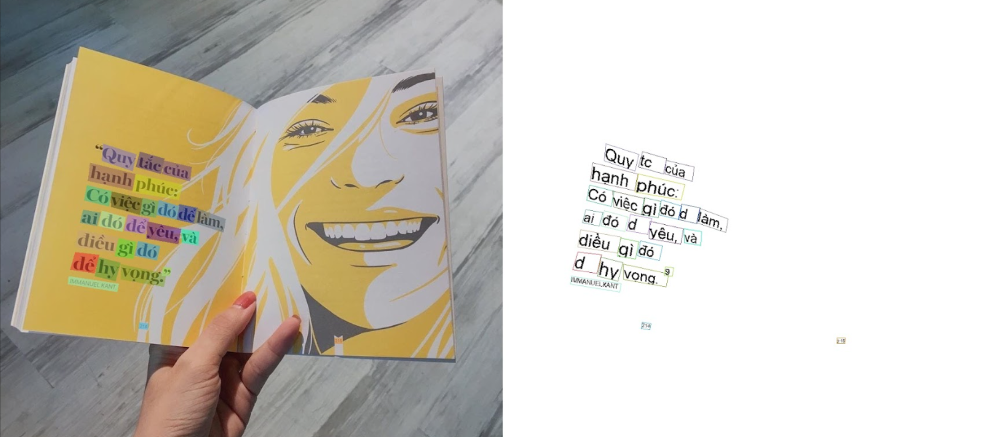 “Quy tắc của
hạnh phúc:
Có việc gì đó để làm,
ai đó để yêu, và
điều gì đó
để hy vọng.”
IMMANUEL KANT.
214
215
Quy tc của
hạnh phúc:
Có việc gì đó d làm,
ai đó d yêu, và
diều gì đó
d hy vọng. 9
IMMANUEL KANT
214
215